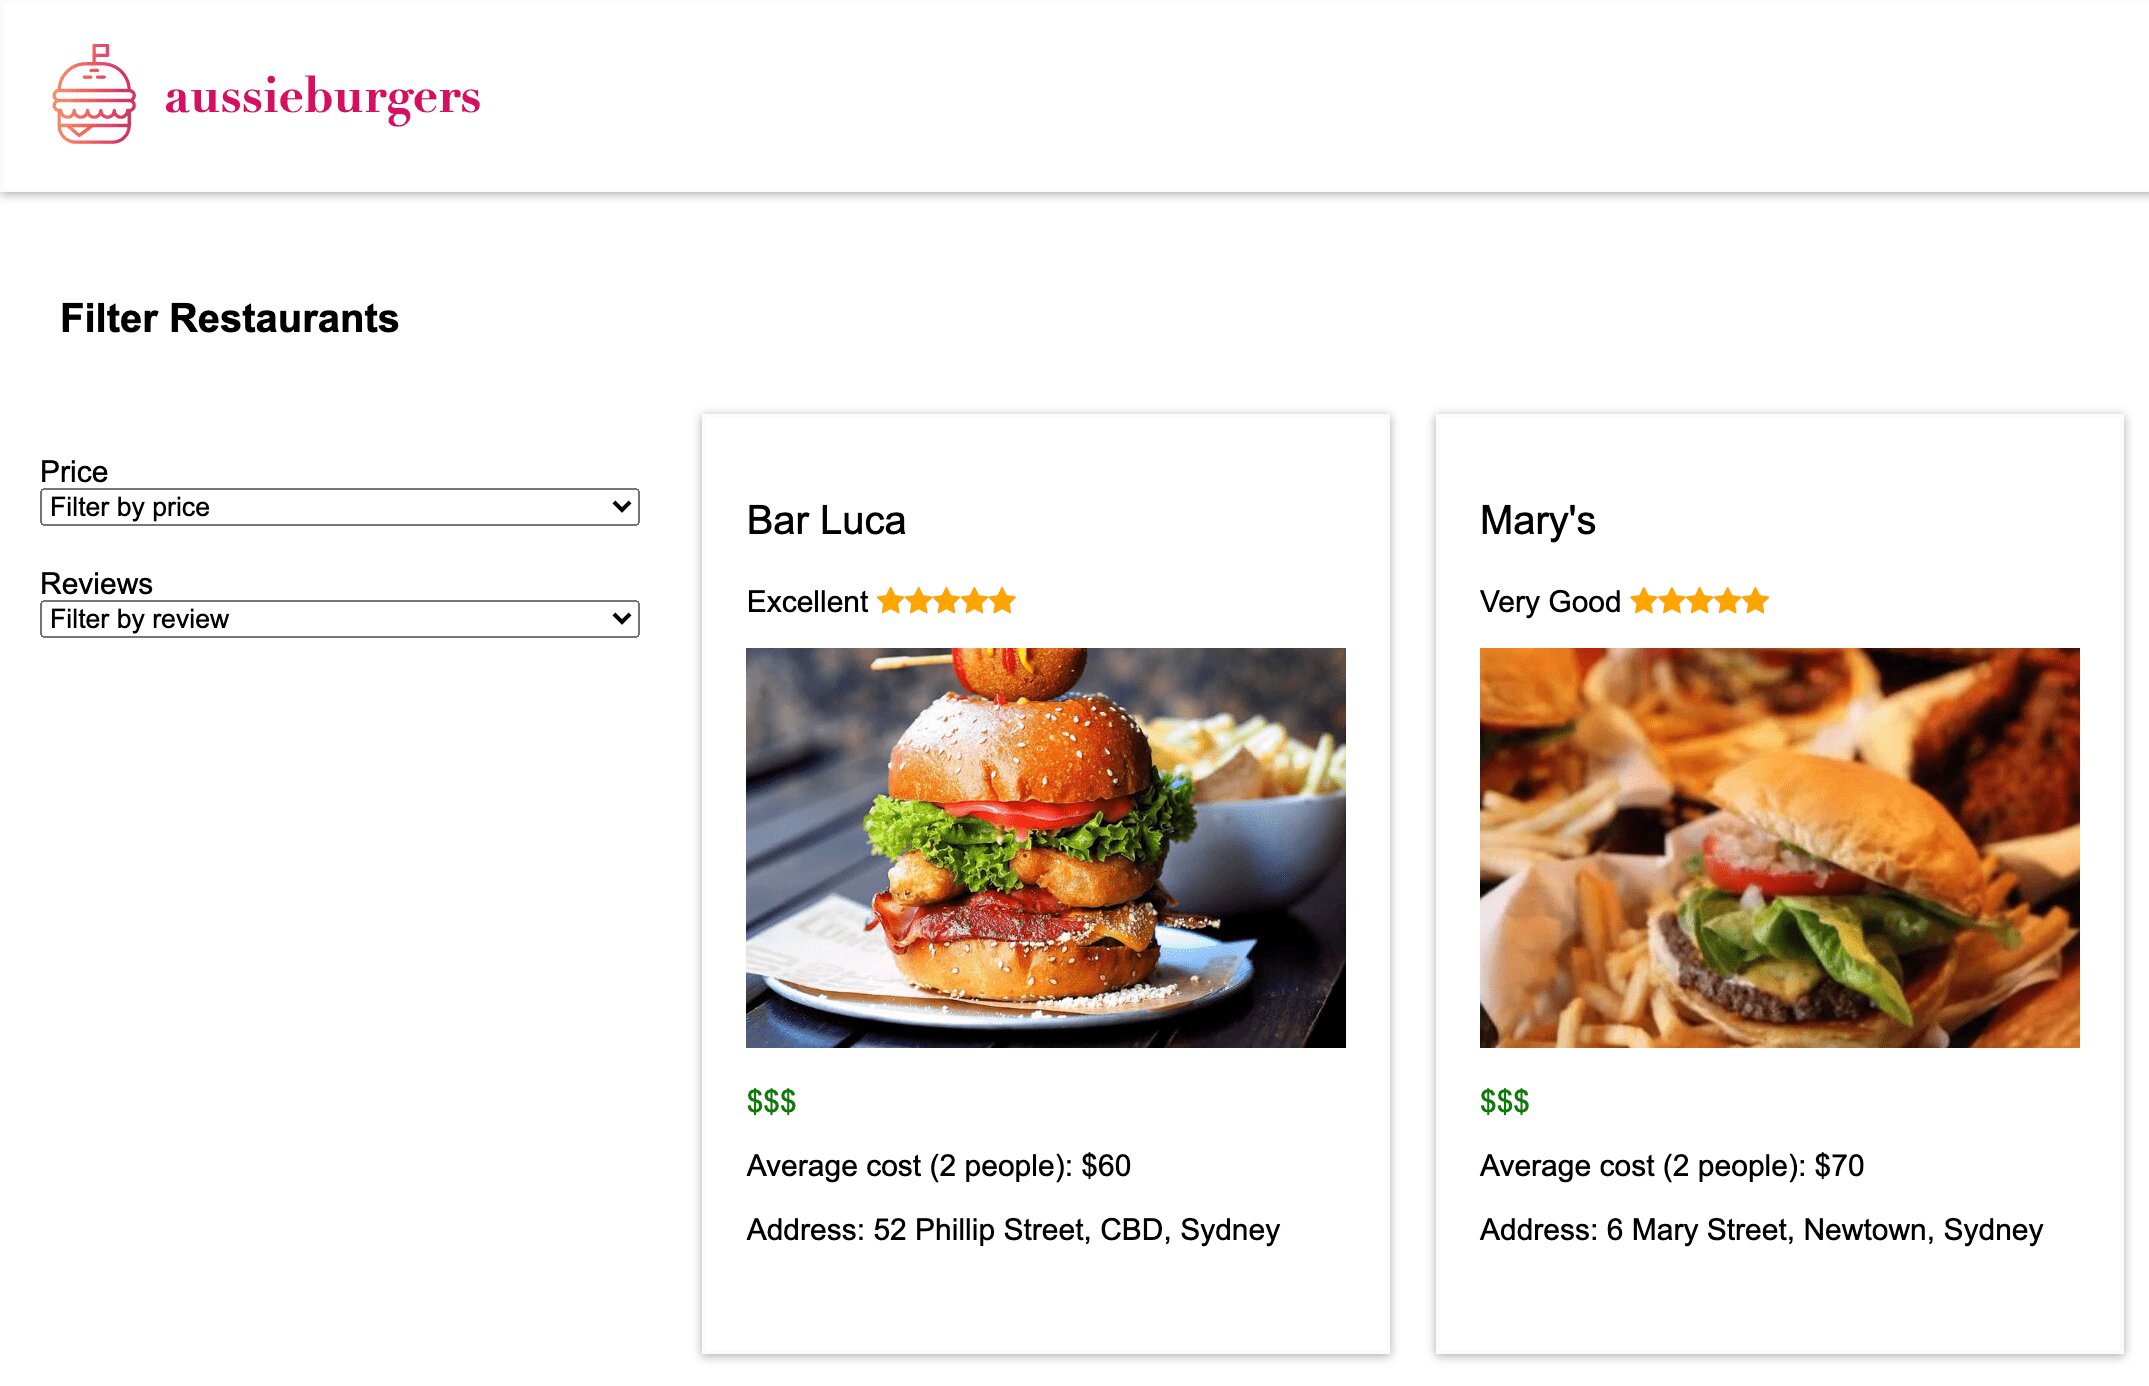 aussieburgers
Filter Restaurants
Price
Filter by price
Reviews
Filter by review
Bar Luca
Excellent ★★★★★
$$$
Average cost (2 people): $60
Address: 52 Phillip Street, CBD, Sydney
Mary's
Very Good ★★★★★
$$$
Average cost (2 people): $70
Address: 6 Mary Street, Newtown, Sydney